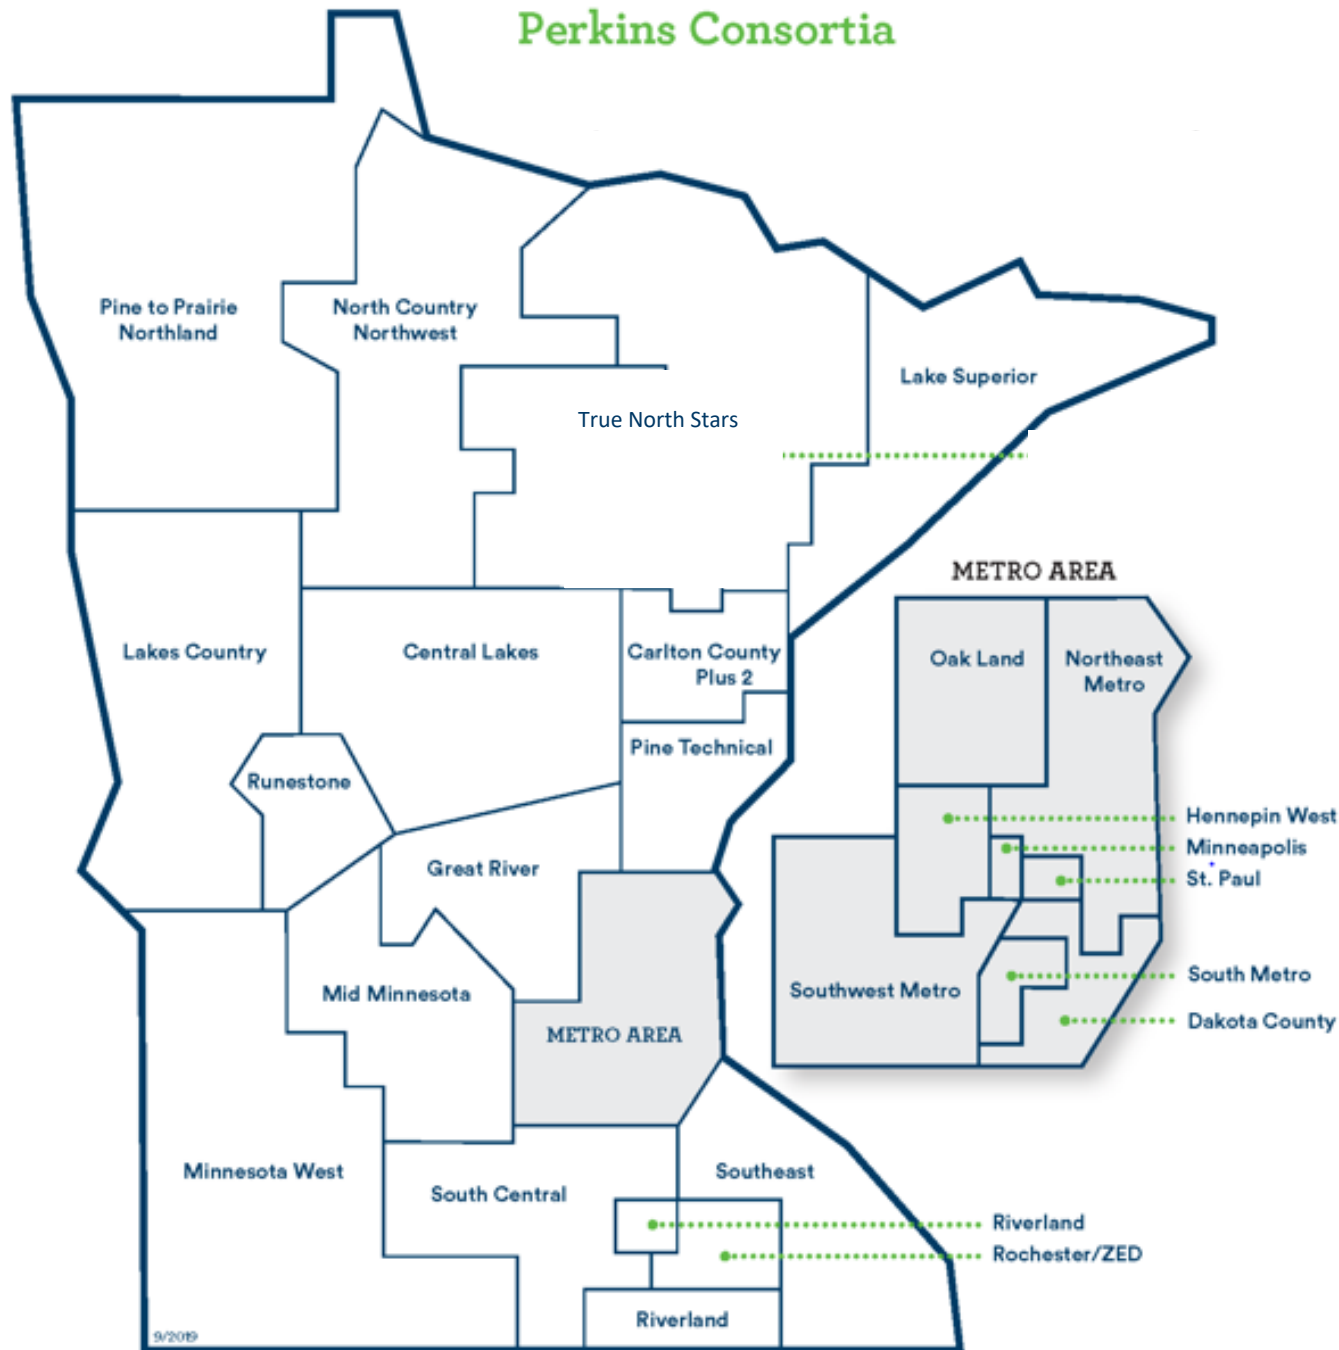 Perkins Consortia
Pine to Prairie
Northland
North Country
Northwest
Lake Superior
True North Stars
METRO AREA
Lakes Country
Central Lakes
Carlton County
Plus 2
Oak Land
Northeast
Metro
Pine Technical
Runestone
Hennepin West
Minneapolis
St. Paul
Great River
Mid Minnesota
Southwest Metro
South Metro
Dakota County
METRO AREA
Minnesota West
South Central
Southeast
Riverland
Rochester/ZED
Riverland
9/2019